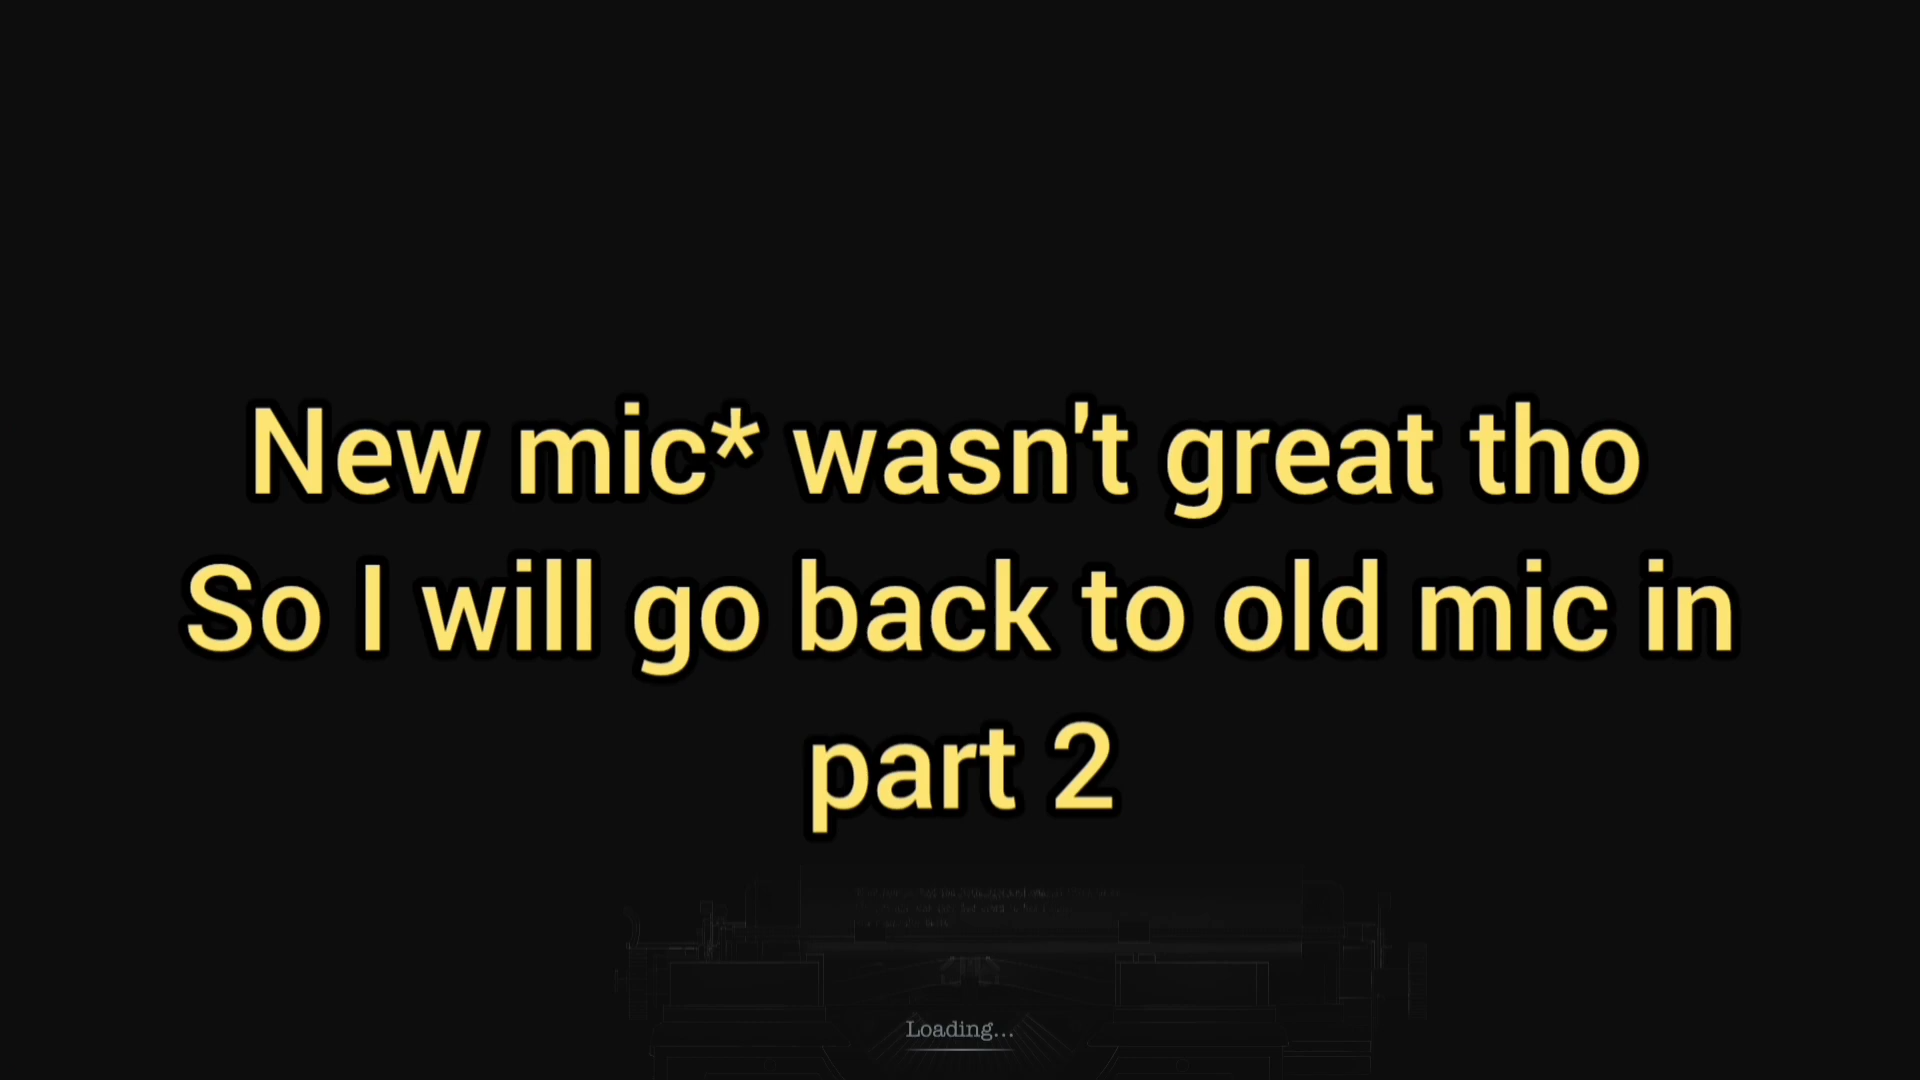 New mic* wasn't great tho
So I will go back to old mic in
part 2
Loading...